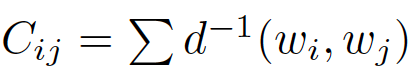 C_{ij} = \sum d^{-1}(w_i, w_j)